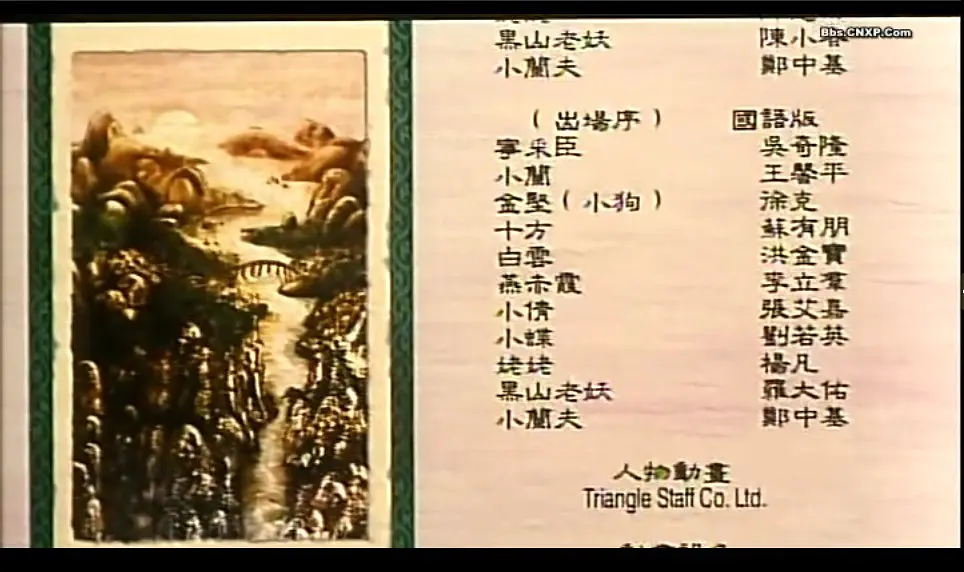 Bbs.CNXP.Com
黑山老妖 陳小春
小蘭夫 鄭中基
(出場序) 國語版
寧采臣 吳奇隆
小蘭 王馨平
金堅(小狗) 徐克
十方 蘇有朋
白雲 洪金寶
燕赤霞 李立羣
小倩 張艾嘉
小蝶 劉若英
姥姥 楊凡
黑山老妖 羅大佑
小蘭夫 鄭中基
人物動畫
Triangle Staff Co. Ltd.